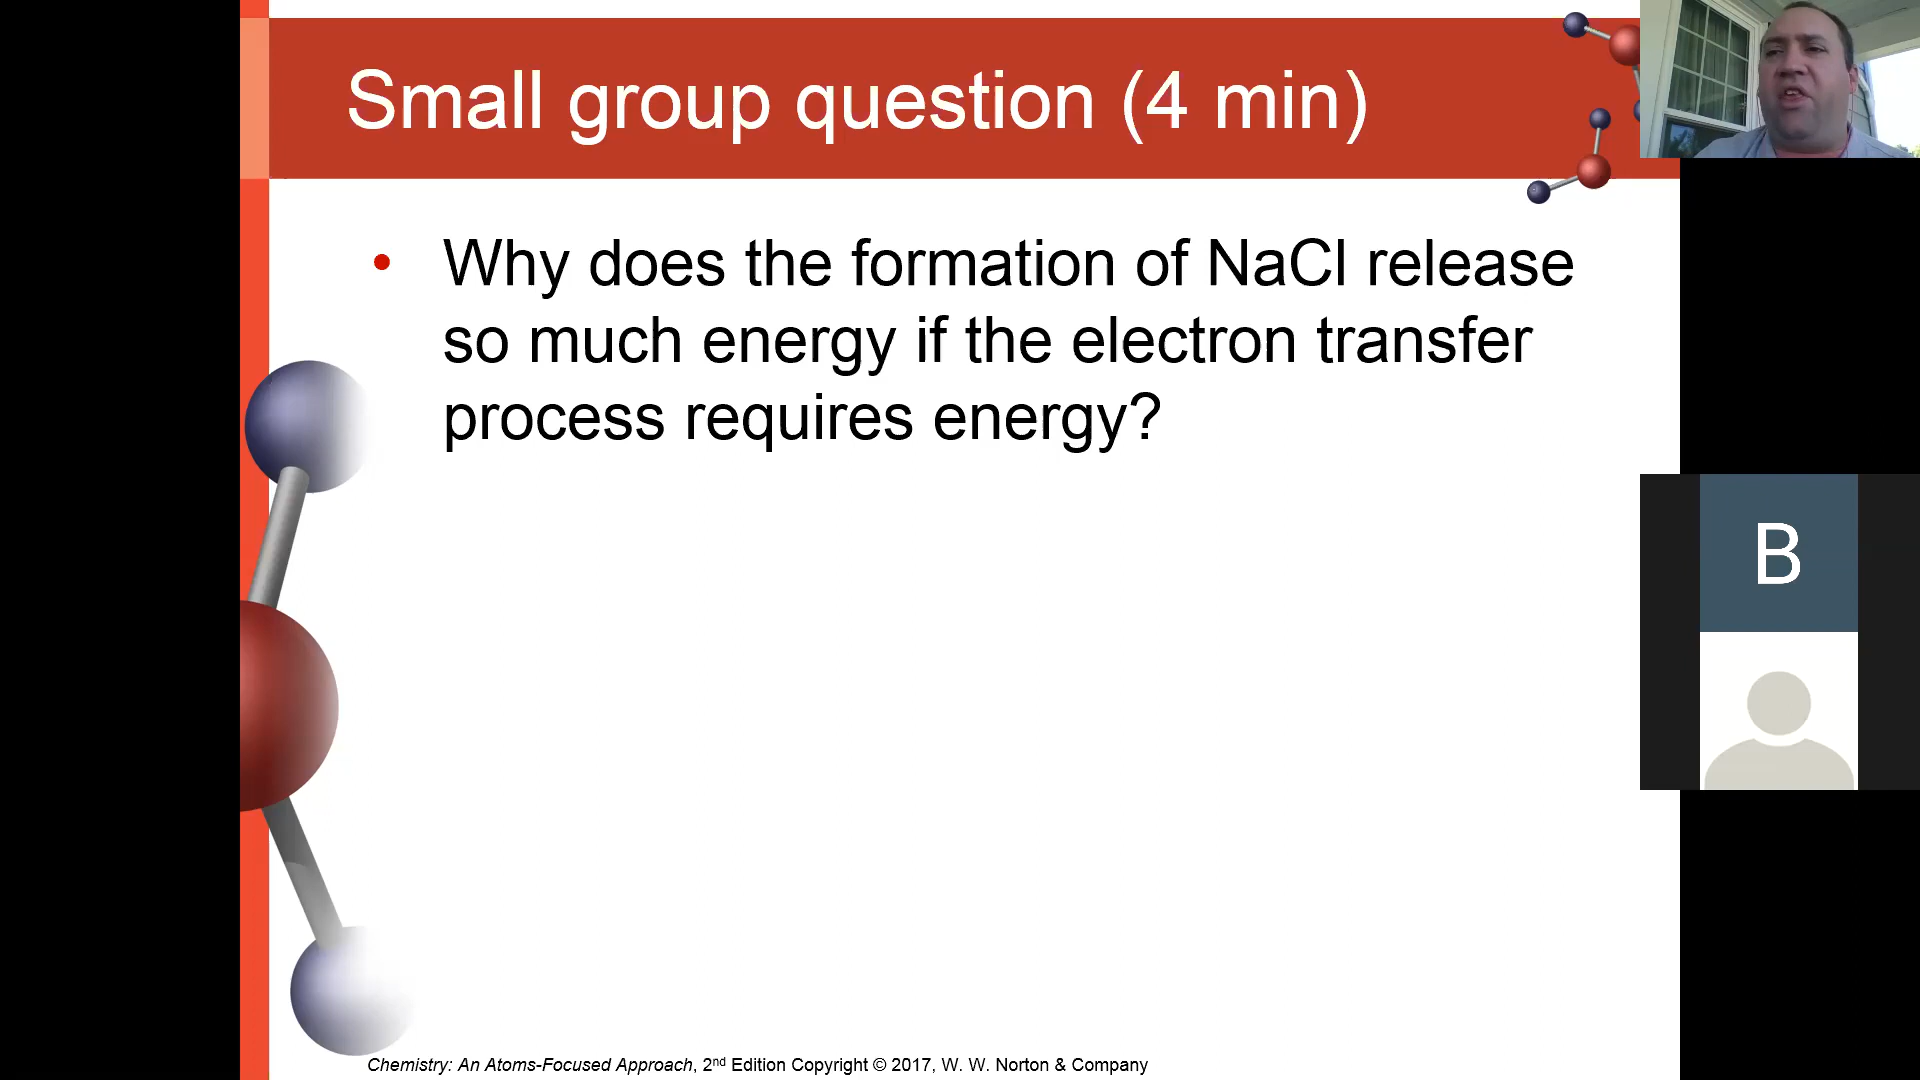 Small group question (4 min)
• Why does the formation of NaCl release
so much energy if the electron transfer
process requires energy?
B
Chemistry: An Atoms-Focused Approach, 2nd Edition Copyright © 2017, W. W. Norton & Company